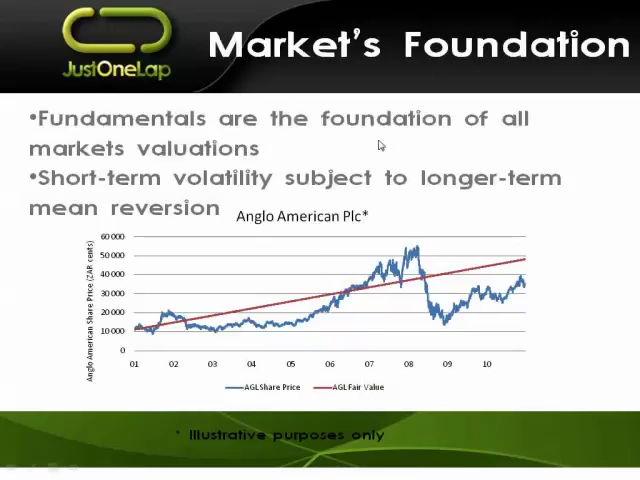 JustOneLap
Market's Foundation
•Fundamentals are the foundation of all
markets valuations
•Short-term volatility subject to longer-term
mean reversion
Anglo American Plc*
Anglo American Share Price (ZAR cents)
60 000
50 000
40 000
30 000
20 000
10 000
0
01 02 03 04 05 06 07 08 09 10
AGL Share Price AGL Fair Value
* Illustrative purposes only